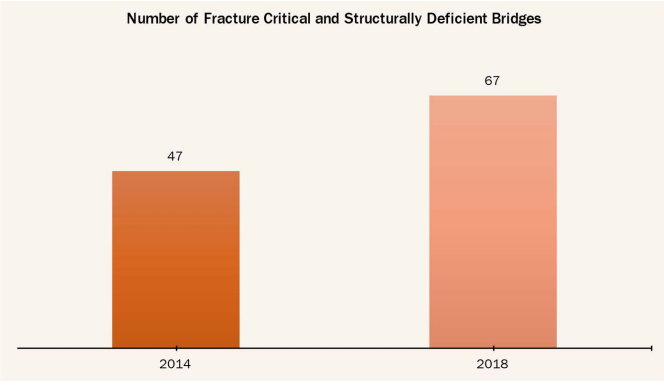 Number of Fracture Critical and Structurally Deficient Bridges
67
47
2014
2018